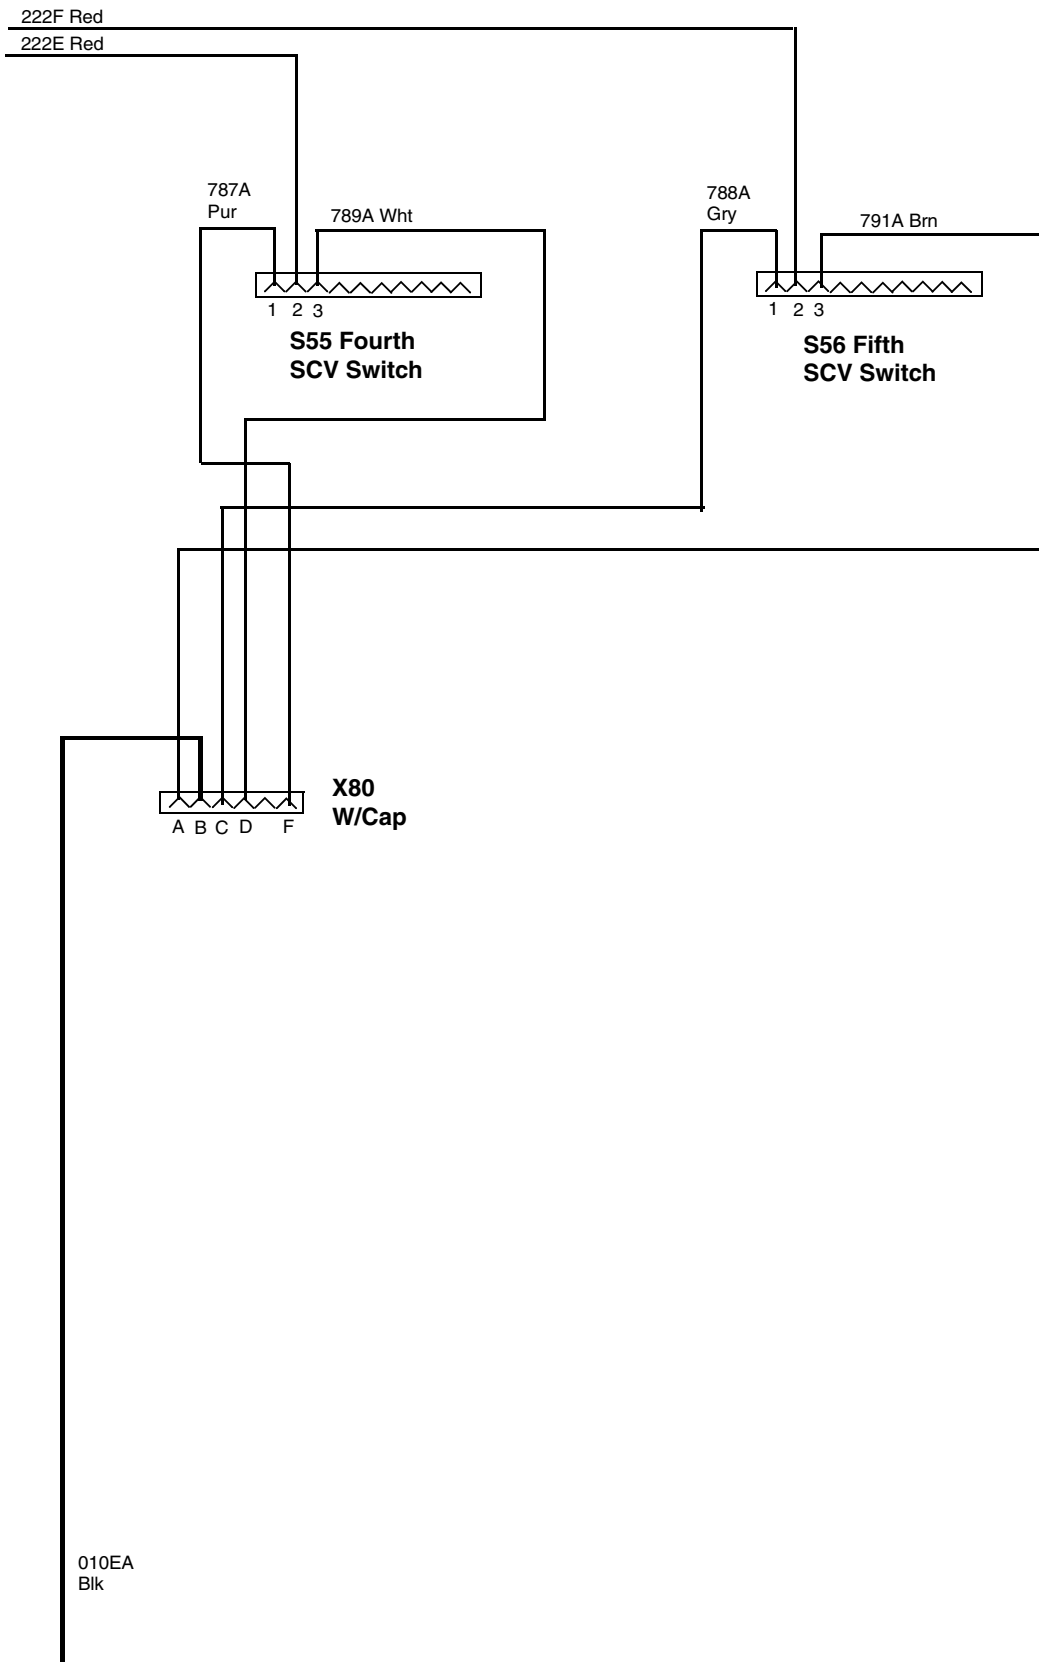 222F Red
222E Red
787A
Pur
789A Wht
788A
Gry
791A Brn
1 2 3
S55 Fourth
SCV Switch
1 2 3
S56 Fifth
SCV Switch
X80
W/Cap
A B C D F
010EA
Blk